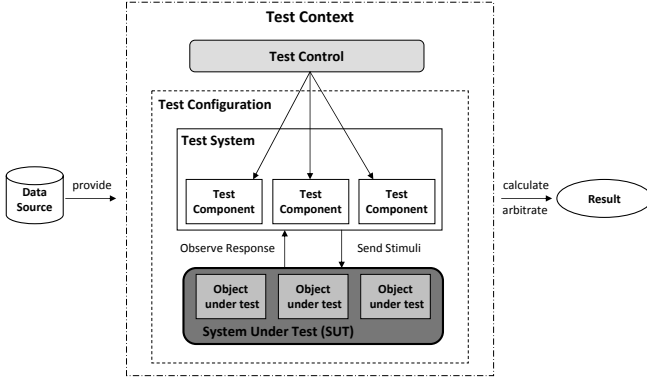 Test Context
Test Control
Test Configuration
Test System
Data
Source
provide
Test
Component
Test
Component
Test
Component
calculate
arbitrate
Result
Observe Response
Send Stimuli
Object
under test
Object
under test
Object
under test
System Under Test (SUT)